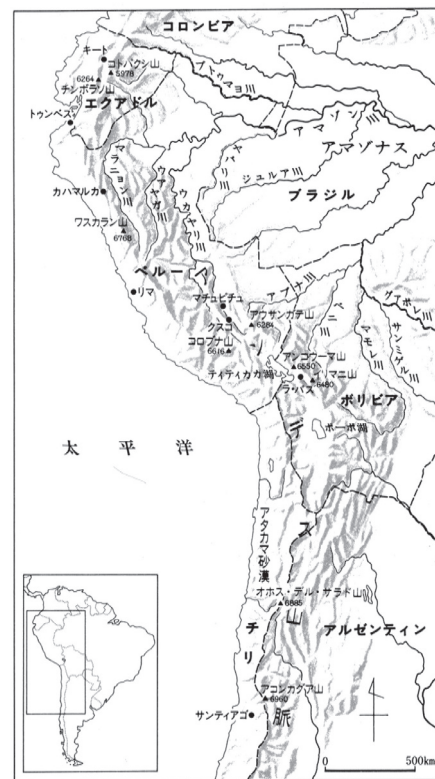 コロンビア
キート
コトパクシ山
5978
6264
チンボラソ山
エクアドル
トゥンベス
プトゥマヨ川
アマゾン川
アマゾナス
ヤバリ川
ジュルア川
ブラジル
マラニョン川
ウアヤガ川
ウカヤリ川
カハマルカ
ワスカラン山
6768
ペルー
リマ
マチュピチュ
クスコ
アウサンガテ山
6284
コロプナ山
6616
アプナ川
ベニ川
グアポレ川
マモレ川
サンミゲル川
アンコウーマ山
6550
イリマニ山
6480
ティティカカ湖
ラ・パス
ボリビア
ポーポ湖
太平洋
アンデス山脈
アタカマ砂漠
オホス・デル・サラド山
6885
チリ
アルゼンティン
アコンカグア山
6960
サンティアゴ
0 500km